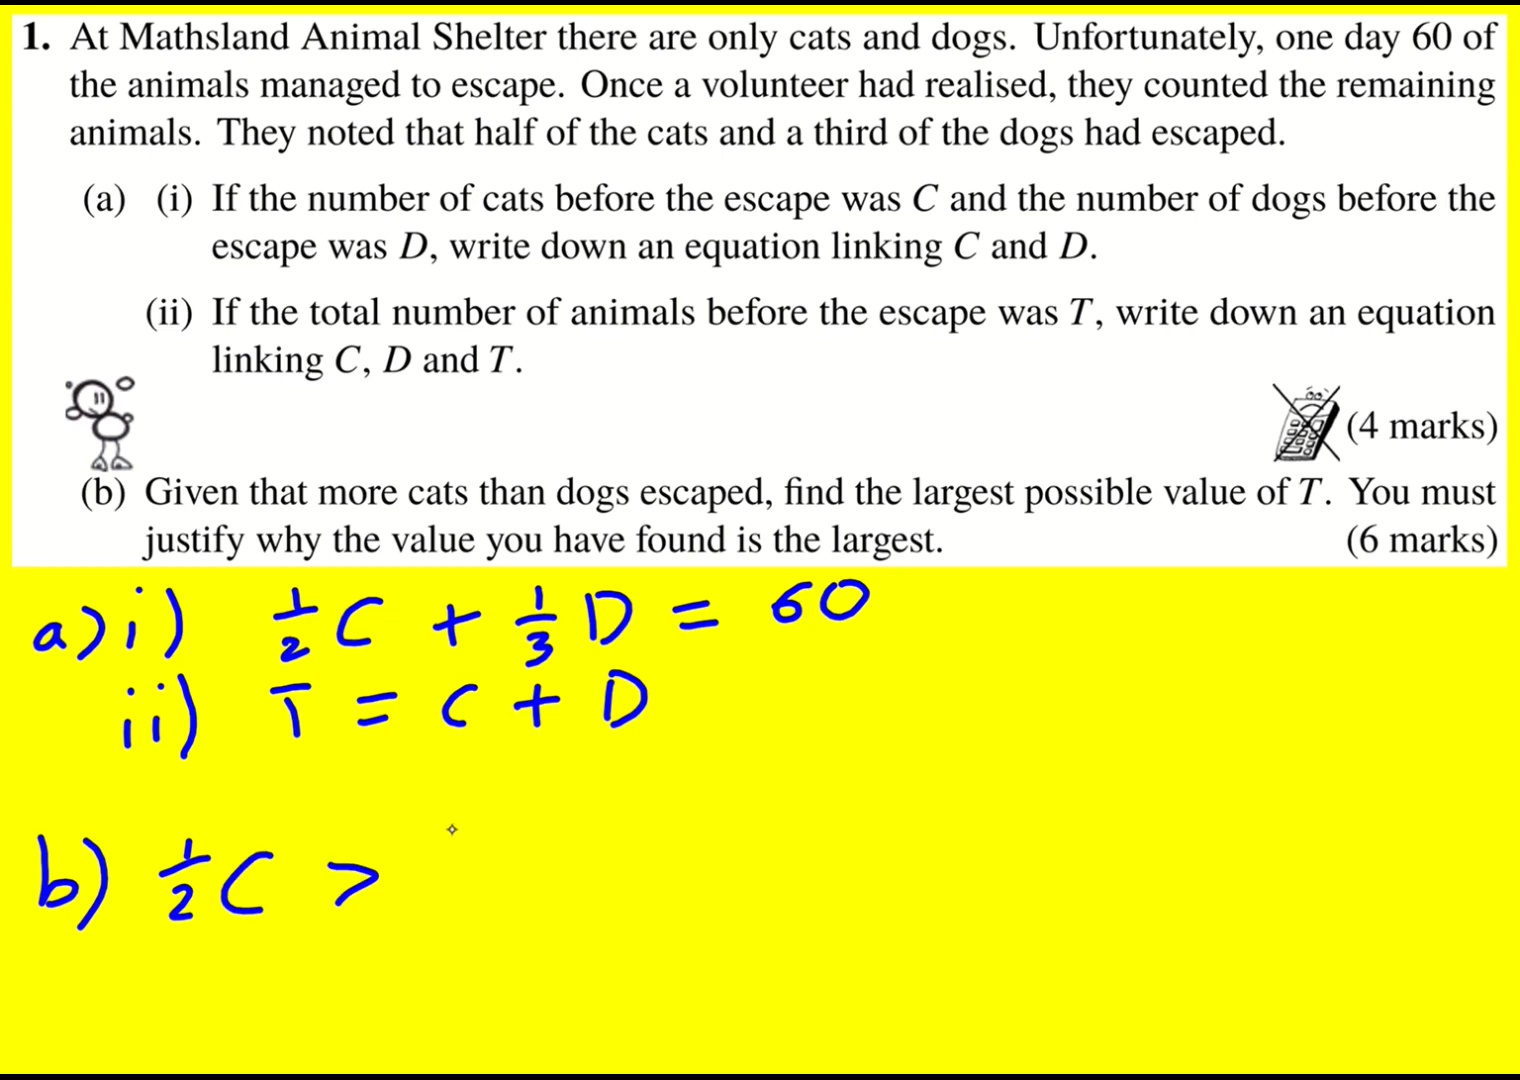 1. At Mathsland Animal Shelter there are only cats and dogs. Unfortunately, one day 60 of
the animals managed to escape. Once a volunteer had realised, they counted the remaining
animals. They noted that half of the cats and a third of the dogs had escaped.
(a) (i) If the number of cats before the escape was C and the number of dogs before the
escape was D, write down an equation linking C and D.
(ii) If the total number of animals before the escape was T, write down an equation
linking C, D and T.
(4 marks)
(b) Given that more cats than dogs escaped, find the largest possible value of T. You must
justify why the value you have found is the largest.
(6 marks)
a) i) 1/2 C + 1/3 D = 60
ii) T = C + D
b) 1/2 C >